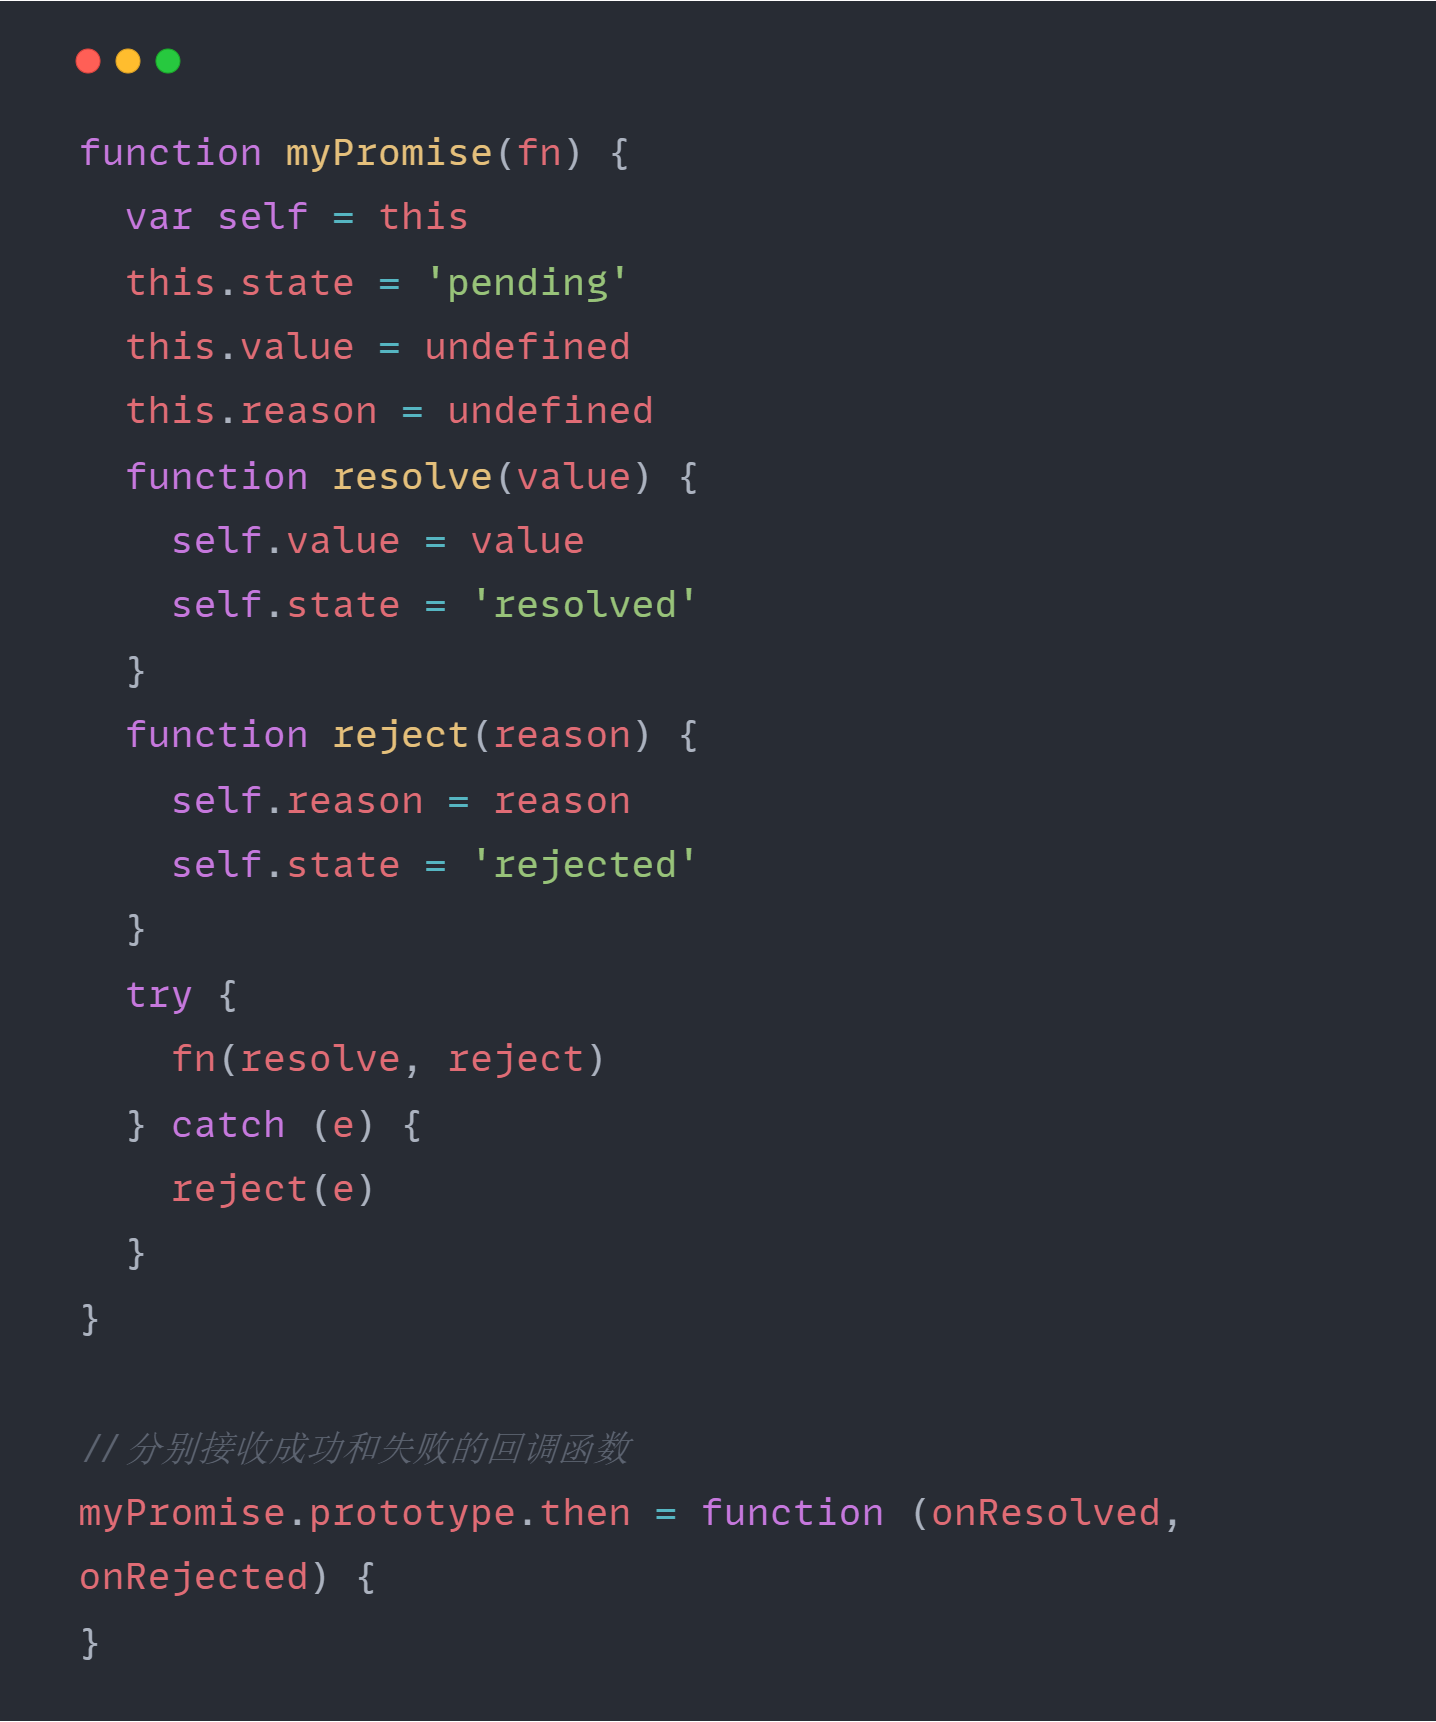 function myPromise(fn) {
  var self = this
  this.state = 'pending'
  this.value = undefined
  this.reason = undefined
  function resolve(value) {
    self.value = value
    self.state = 'resolved'
  }
  function reject(reason) {
    self.reason = reason
    self.state = 'rejected'
  }
  try {
    fn(resolve, reject)
  } catch (e) {
    reject(e)
  }
}

// 分别接收成功和失败的回调函数
myPromise.prototype.then = function (onResolved,
onRejected) {
}